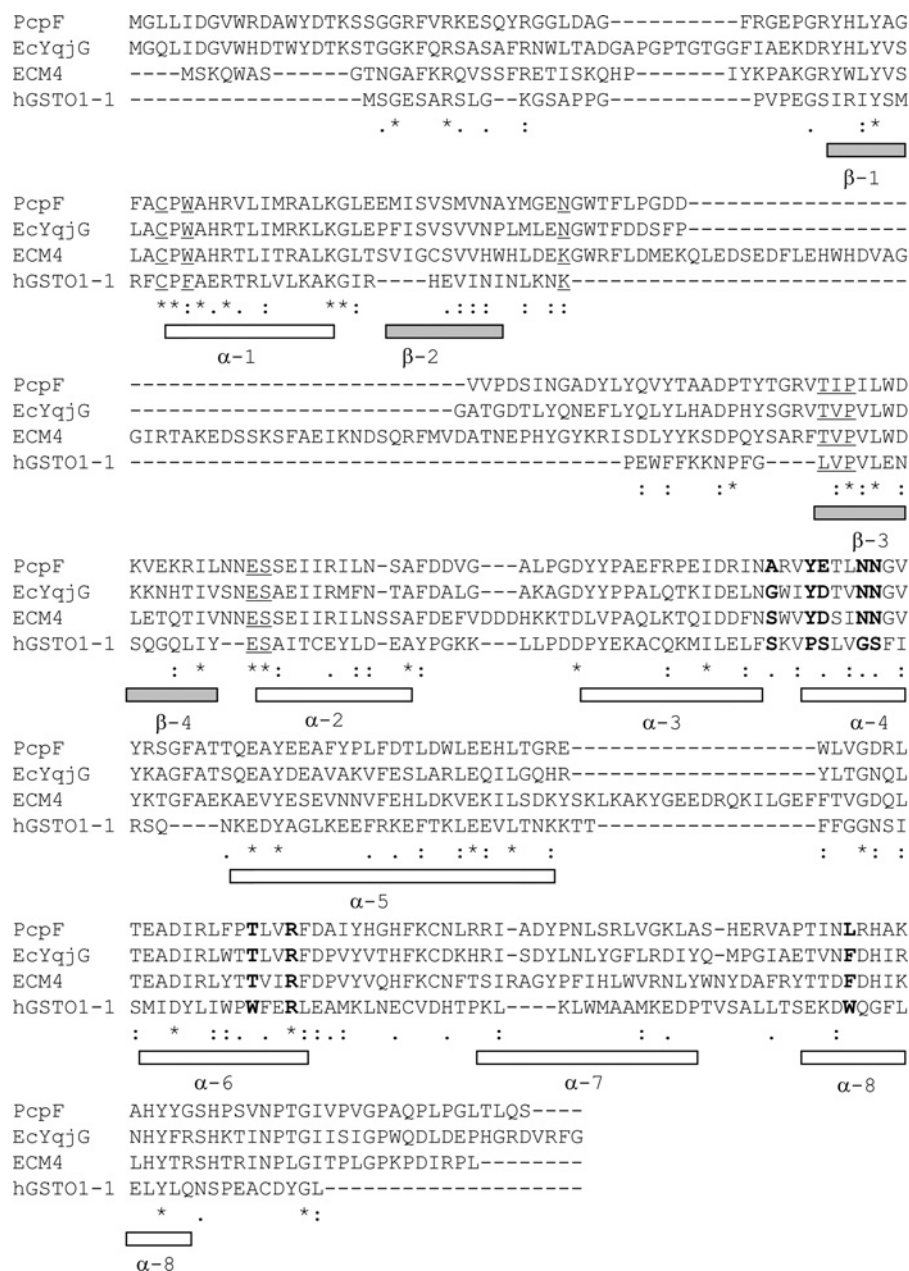 PcpF MGLLIDGVWRDAWYDTKSSGGRFVRKESQYRGGLDAG----------FRGEPGRYHLYAG
EcYqjG MGQLIDGVWHDTWYDTKSTGGKFQRSASAFRNWLTADGAPGPTGTGGFIAEKDRYHLYVS
ECM4 ----MSKQWAS------GTNGAFKRQVSSFRETISKQHP-------IYKPAKGRYWLYVS
hGSTO1-1 ------------------MSGESARSLG--KGSAPPG---------PVPEGSIRIYSM
.* *. . : . :*
β-1
PcpF FACPWAHRVLIMRALKGLEEMISVSMVNAYMGENGWTFLPGDD-----------------
EcYqjG LACPWAHRTLIMRKLKGLEPFISVSVVNPLMLENGWTFDDSFP-----------------
ECM4 LACPWAHRTLITRALKGLTSVIGCSVVHWHLDEKGWRFLDMEKQLEDSEDFLEHWHDVAG
hGSTO1-1 RFCPFAERTRLVLKAKGIR----HEVININLKNK--------------------------
**:*.*. : **: .::: : ::
α-1 β-2
PcpF --------------------------VVPDSINGADYLYQVYTAADPTYTGRVTIPILWD
EcYqjG -------------------------GATGDTLYQNEFLYQLYLHADPHYSGRVTVPVLWD
ECM4 GIRTAKEDSSKSFAEIKNDSQRFMVDATNEPHYGYKRISDLYYKSDPQYSARFTVPVLWD
hGSTO1-1 --------------------------------------PEWFFKKNPFG----LVPVLEN
: : :* :*:* :
β-3
PcpF KVEKRILNNESSEIIRILN-SAFDDVG---ALPGDYYPAEFRPEIDRINARVYETLNNGV
EcYqjG KKNHTIVSNESAEIIRMFN-TAFDALG---AKAGDYYPPALQTKIDELNGWIYDTVNNGV
ECM4 LETQTIVNNESSEIIRILNSAFDEFVDDDHKKTDLVPAQLKTQIDDFNSWVYDSINNGV
hGSTO1-1 SQGQLIY--ESAITCEYLD-EAYPGKK---LLPDDPYEKACQKMILELFSKVPSLVGSFI
: * **: .:: *: * : * : . : . : .. :
β-4 α-2 α-3 α-4
PcpF YRSGFATTQEAYEEAFYPLFDTLDWLEEHLTGRE-------------------WLVGDRL
EcYqjG YKAGFATSQEAYDEAVAKVFESLARLEQILGQHR-------------------YLTGNQL
ECM4 YKTGFAEKAEVYESEVNNVFEHLDKVEKILSDKYSKLKAKYGEEDRQKILGEFFTVGDQL
hGSTO1-1 RSQ----NKEDYAGLKEEFRKEFTKLEEVLTNKKTT-----------------FFGGNSI
. * * . . : :*: * : : *: :
α-5
PcpF TEADIRLFPTLVRFDAIYHGHFKCNLRRI-ADYPNLSRLVGKLAS-HERVAPTINLRHAK
EcYqjG TEADIRLWTTLVRFDPVYVTHFKCDKHRI-SDYLNLYGFLRDIYQ-MPGIAETVNFDHIK
ECM4 TEADIRLYTTVIRFDPVYVQHFKCNFTSIRAGYPFIHLWVRNLYWNYDAFRYTTDFDHIK
hGSTO1-1 SMIDYLIWPWFERLEAMKLNECVDHTPKL----KLWMAAMKEDPTVSALLTSEKDWQGFL
: * ::. . *:.:: . . : : . . :
α-6 α-7 α-8
PcpF AHYYGSHPSVNPTGIVPVGPAQPLPGLTLQS----
EcYqjG NHYFRSHKTINPTGIISIGPWQDLDEPHGRDVRFG
ECM4 LHYTRSHTRINPLGITPLGPKPDIRPL--------
hGSTO1-1 ELYLQNSPEACDYGL--------------------
* . *:
α-8